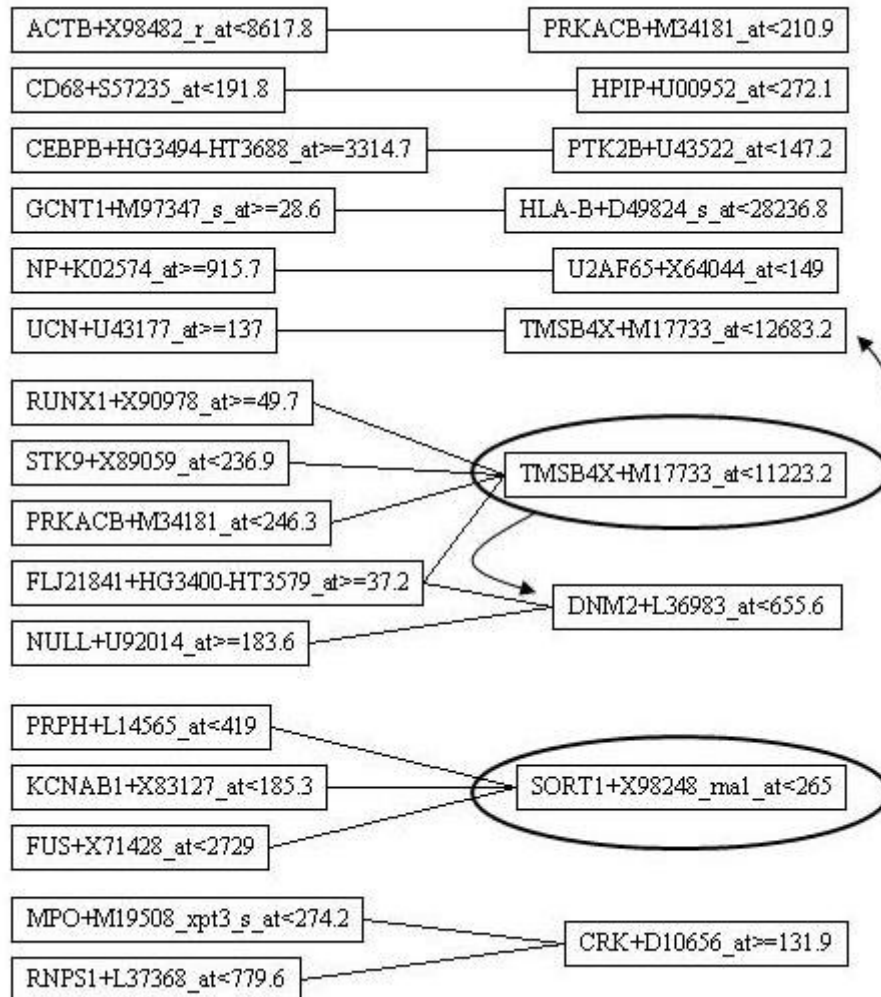 ACTB+X98482_r_at<8617.8 PRKACB+M34181_at<210.9
CD68+S57235_at<191.8 HPIP+U00952_at<272.1
CEBPB+HG3494-HT3688_at>=3314.7 PTK2B+U43522_at<147.2
GCNT1+M97347_s_at>=28.6 HLA-B+D49824_s_at<28236.8
NP+K02574_at>=915.7 U2AF65+X64044_at<149
UCN+U43177_at>=137 TMSB4X+M17733_at<12683.2
RUNX1+X90978_at>=49.7
STK9+X89059_at<236.9 TMSB4X+M17733_at<11223.2
PRKACB+M34181_at<246.3
FLJ21841+HG3400-HT3579_at>=37.2 DNM2+L36983_at<655.6
NULL+U92014_at>=183.6
PRPH+L14565_at<419
KCNAB1+X83127_at<185.3 SORT1+X98248_rna1_at<265
FUS+X71428_at<2729
MPO+M19508_xpt3_s_at<274.2 CRK+D10656_at>=131.9
RNPS1+L37368_at<779.6